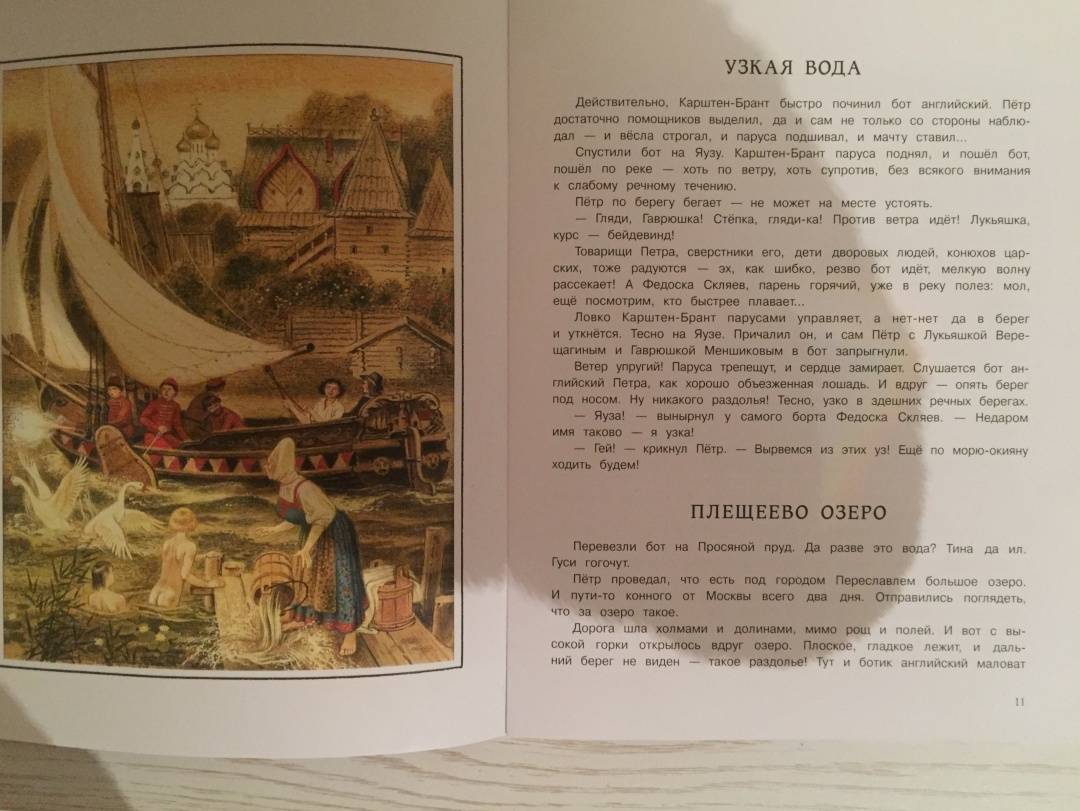 УЗКАЯ ВОДА
Действительно, Карштен-Брант быстро починил бот английский. Пётр
достаточно помощников выделил, да и сам не только со стороны наблю-
дал — и вёсла строгал, и паруса подшивал, и мачту ставил...
Спустили бот на Яузу. Карштен-Брант паруса поднял, и пошёл бот,
пошёл по реке — хоть по ветру, хоть супротив, без всякого внимания
к слабому речному течению.
Пётр по берегу бегает — не может на месте устоять.
— Гляди, Гаврюшка! Стёпка, гляди-ка! Против ветра идёт! Лукьяшка,
курс — бейдевинд!
Товарищи Петра, сверстники его, дети дворовых людей, конюхов цар-
ских, тоже радуются — эх, как шибко, резво бот идёт, мелкую волну
рассекает! А Федоска Скляев, парень горячий, уже в реку полез: мол,
ещё посмотрим, кто быстрее плавает...
Ловко Карштен-Брант парусами управляет, а нет-нет да в берег
и уткнётся. Тесно на Яузе. Причалил он, и сам Пётр с Лукьяшкой Вере-
щагиным и Гаврюшкой Меншиковым в бот запрыгнули.
Ветер упругий! Паруса трепещут, и сердце замирает. Слушается бот ан-
глийский Петра, как хорошо объезженная лошадь. И вдруг — опять берег
под носом. Ну никакого раздолья! Тесно, узко в здешних речных берегах.
— Яуза! — вынырнул у самого борта Федоска Скляев. — Недаром
имя таково — я узка!
— Гей! — крикнул Пётр. — Вырвемся из этих уз! Ещё по морю-окияну
ходить будем!
ПЛЕЩЕЕВО ОЗЕРО
Перевезли бот на Просяной пруд. Да разве это вода? Тина да ил.
Гуси гогочут.
Пётр проведал, что есть под городом Переславлем большое озеро.
И пути-то конного от Москвы всего два дня. Отправились поглядеть,
что за озеро такое.
Дорога шла холмами и долинами, мимо рощ и полей. И вот с вы-
сокой горки открылось вдруг озеро. Плоское, гладкое лежит, и даль-
ний берег не виден — такое раздолье! Тут и ботик английский маловат
11